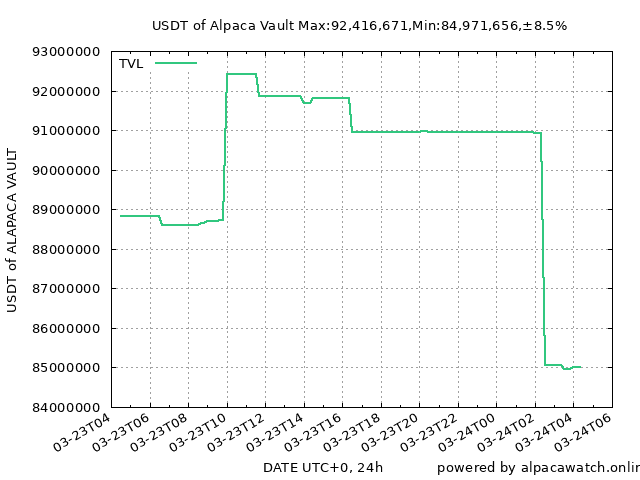 USDT of Alpaca Vault Max:92,416,671,Min:84,971,656,±8.5%
93000000
TVL
92000000
91000000
90000000
89000000
88000000
87000000
86000000
85000000
84000000
USDT of ALAPACA VAULT
03-23T04
03-23T06
03-23T08
03-23T10
03-23T12
03-23T14
03-23T16
03-23T18
03-23T20
03-23T22
03-24T00
03-24T02
03-24T04
03-24T06
DATE UTC+0, 24h
powered by alpacawatch.onlin